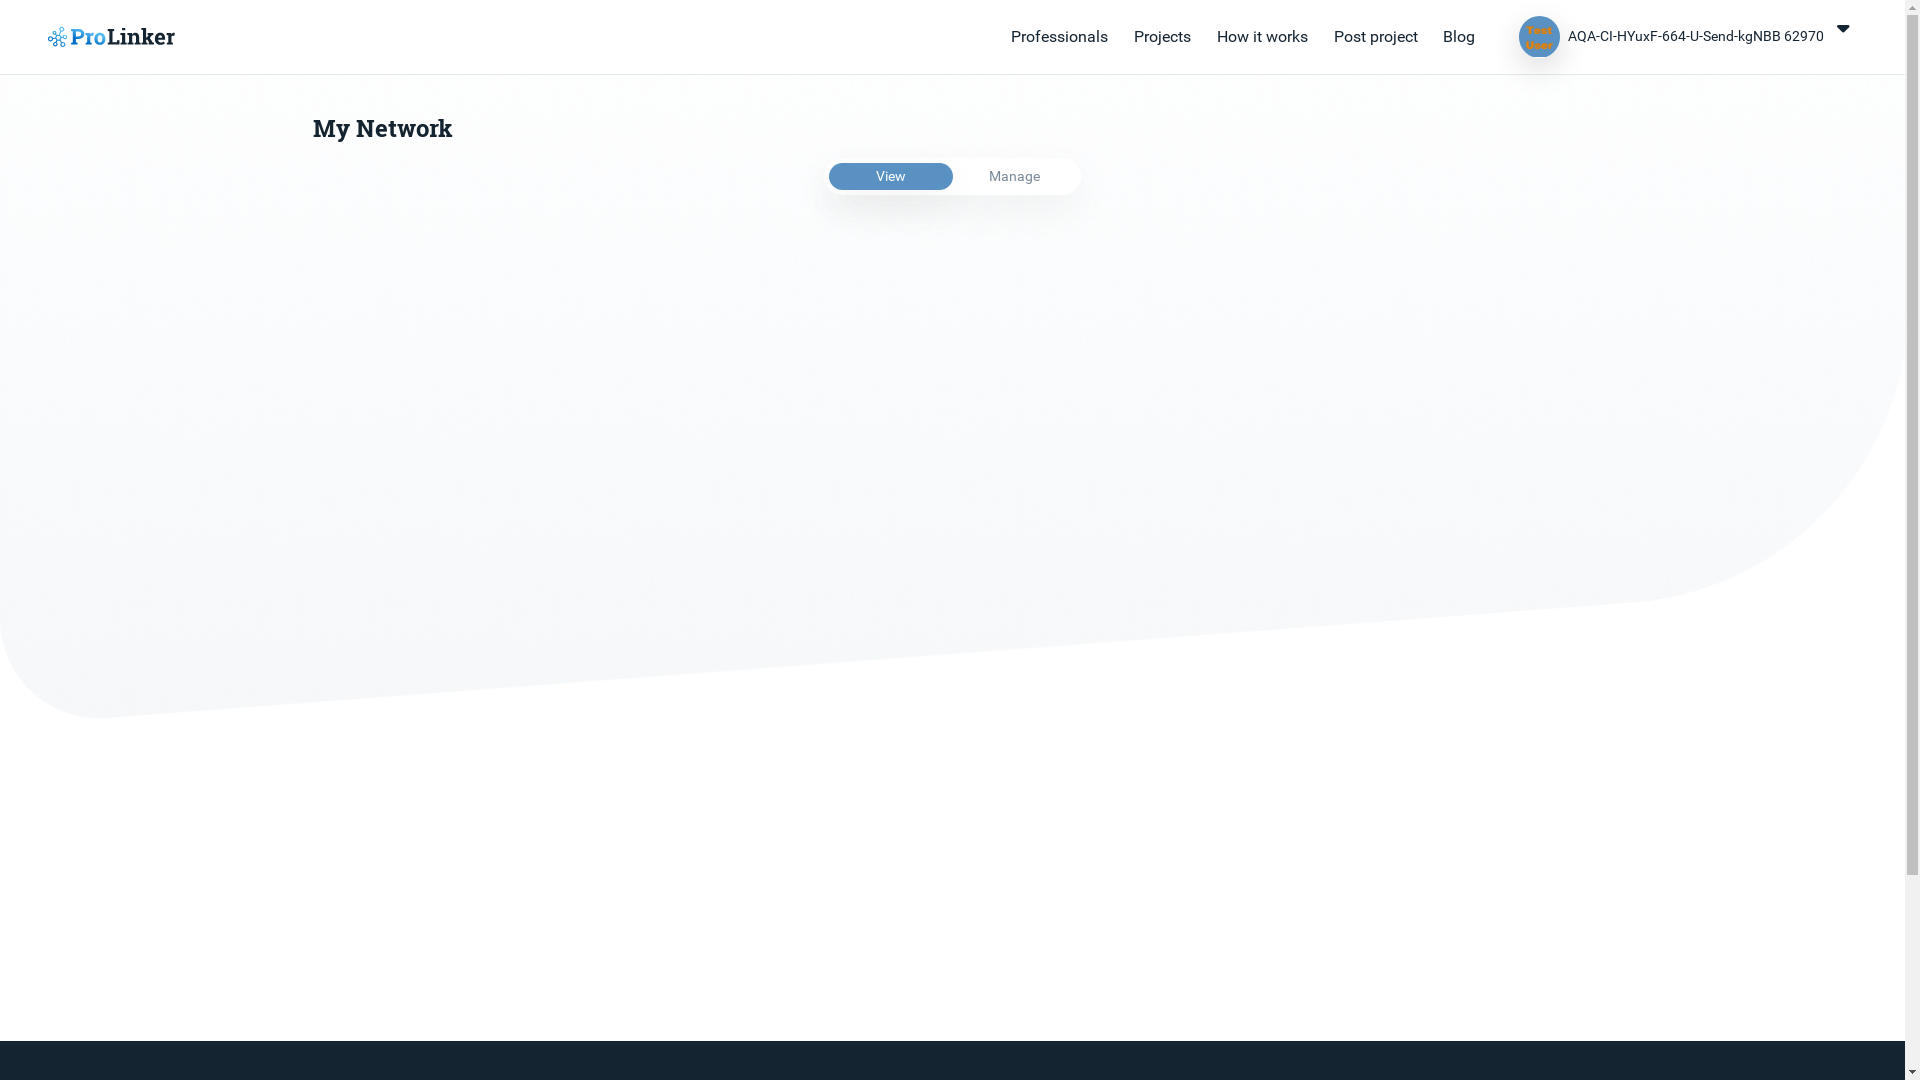 ProLinker
Professionals
Projects
How it works
Post project
Blog
Test
User
AQA-CI-HYuxF-664-U-Send-kgNBB 62970
My Network
View
Manage